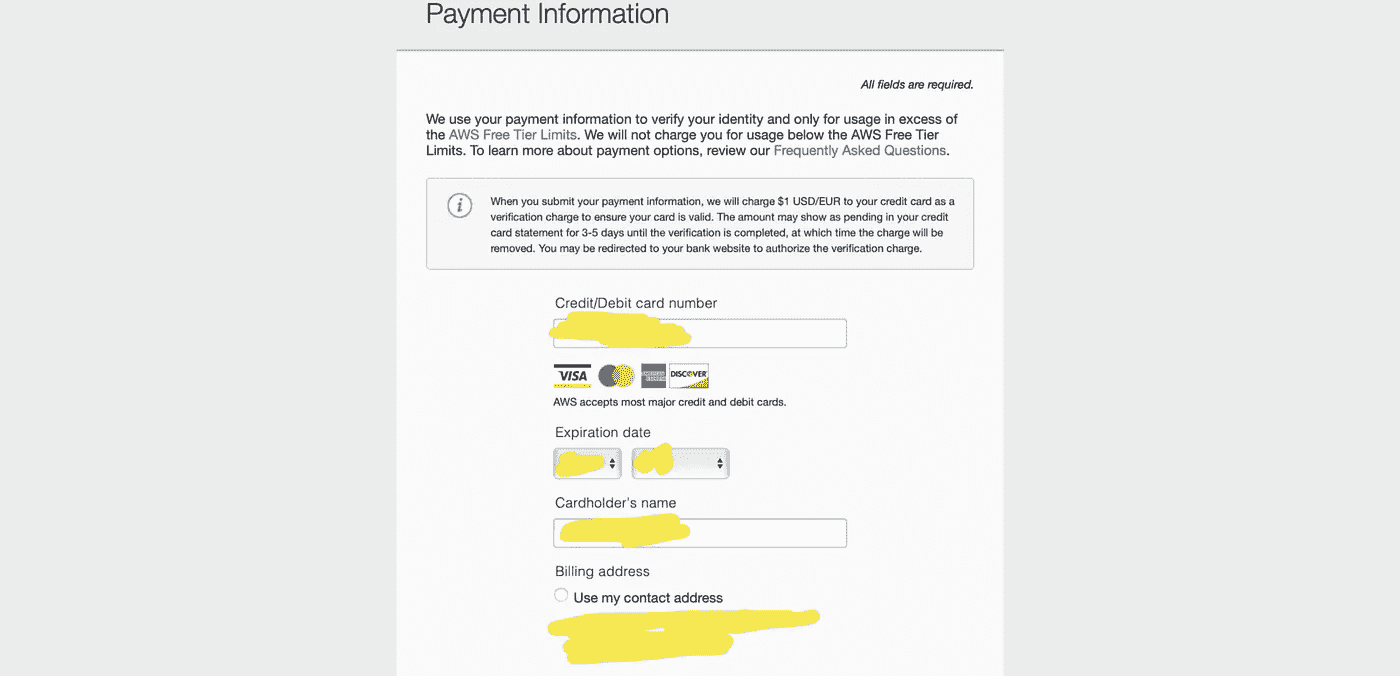 Payment Information
All fields are required.
We use your payment information to verify your identity and only for usage in excess of
the AWS Free Tier Limits. We will not charge you for usage below the AWS Free Tier
Limits. To learn more about payment options, review our Frequently Asked Questions.
i
When you submit your payment information, we will charge $1 USD/EUR to your credit card as a
verification charge to ensure your card is valid. The amount may show as pending in your credit
card statement for 3-5 days until the verification is completed, at which time the charge will be
removed. You may be redirected to your bank website to authorize the verification charge.
Credit/Debit card number
VISA AMERICAN EXPRESS DISCOVER
AWS accepts most major credit and debit cards.
Expiration date
Cardholder's name
Billing address
Use my contact address